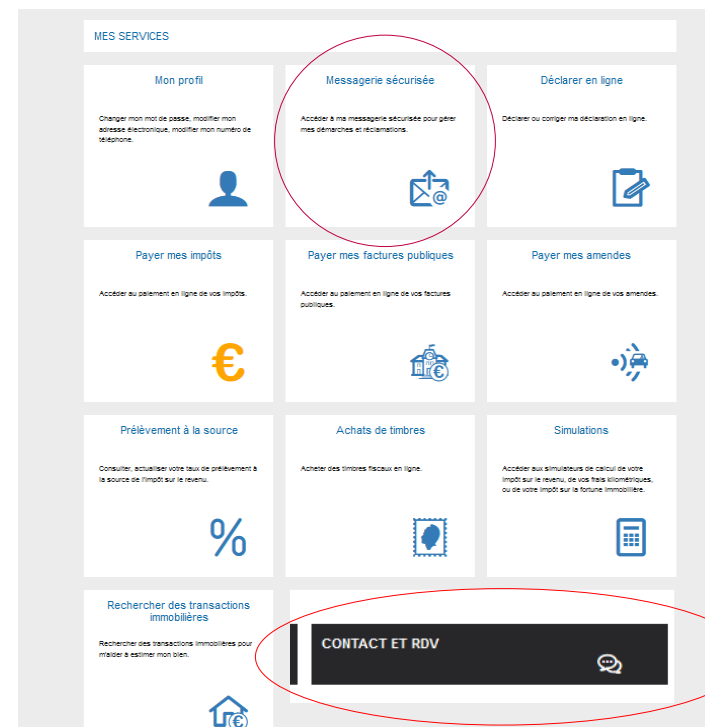 MES SERVICES
Mon profil
Changer mon mot de passe, modifier mon
adresse électronique, modifier mon numéro de
téléphone.
Messagerie sécurisée
Accéder à ma messagerie sécurisée pour gérer
mes démarches et réclamations.
@
Déclarer en ligne
Déclarer ou corriger ma déclaration en ligne.
Payer mes impôts
Accéder au paiement en ligne de vos impôts.
€
Payer mes factures publiques
Accéder au paiement en ligne de vos factures
publiques.
€
Payer mes amendes
Accéder au paiement en ligne de vos amendes.
Prélèvement à la source
Consulter, actualiser votre taux de prélèvement à
la source de l'impôt sur le revenu.
%
Achats de timbres
Acheter des timbres fiscaux en ligne.
Simulations
Accéder aux simulateurs de calcul de votre
impôt sur le revenu, de vos frais kilométriques,
ou de votre impôt sur la fortune immobilière.
Rechercher des transactions
immobilières
Rechercher des transactions immobilières pour
m'aider à estimer mon bien.
€
CONTACT ET RDV